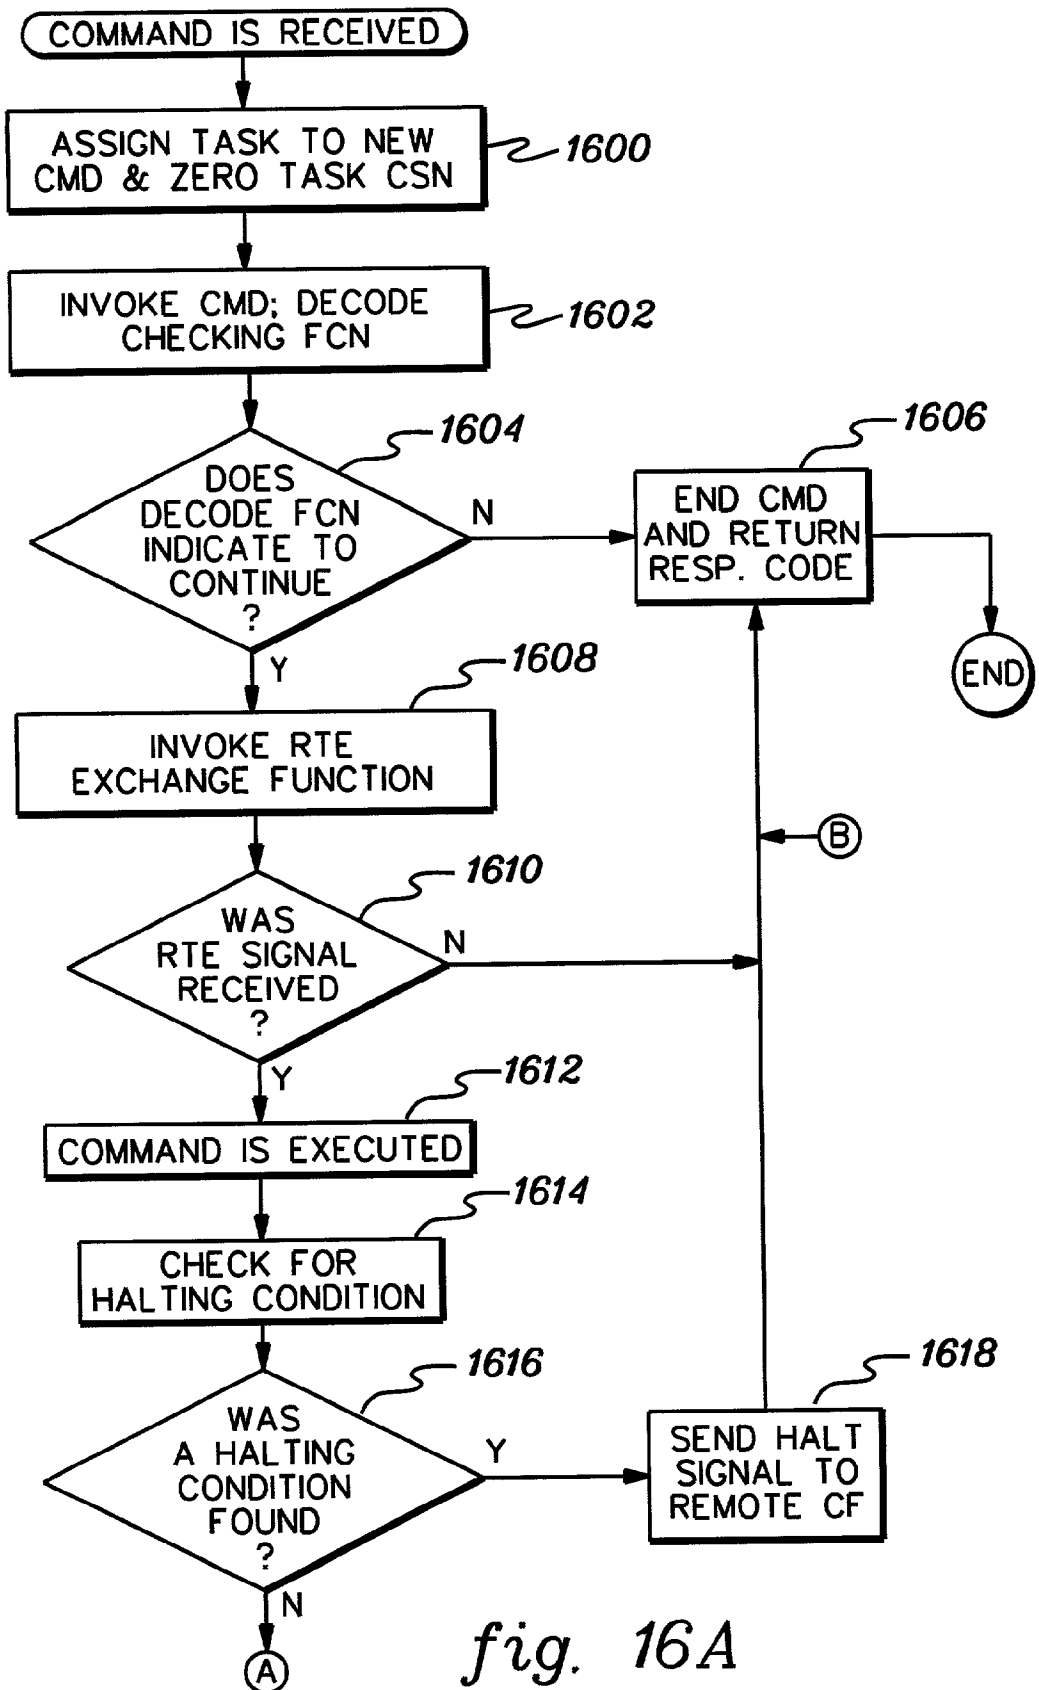 COMMAND IS RECEIVED
ASSIGN TASK TO NEW
CMD & ZERO TASK CSN
1600
INVOKE CMD; DECODE
CHECKING FCN
1602
1604
DOES
DECODE FCN
INDICATE TO
CONTINUE
?
N
Y
1606
END CMD
AND RETURN
RESP. CODE
END
1608
INVOKE RTE
EXCHANGE FUNCTION
B
1610
WAS
RTE SIGNAL
RECEIVED
?
N
Y
1612
COMMAND IS EXECUTED
1614
CHECK FOR
HALTING CONDITION
1616
WAS
A HALTING
CONDITION
FOUND
?
Y
N
1618
SEND HALT
SIGNAL TO
REMOTE CF
A
fig. 16A